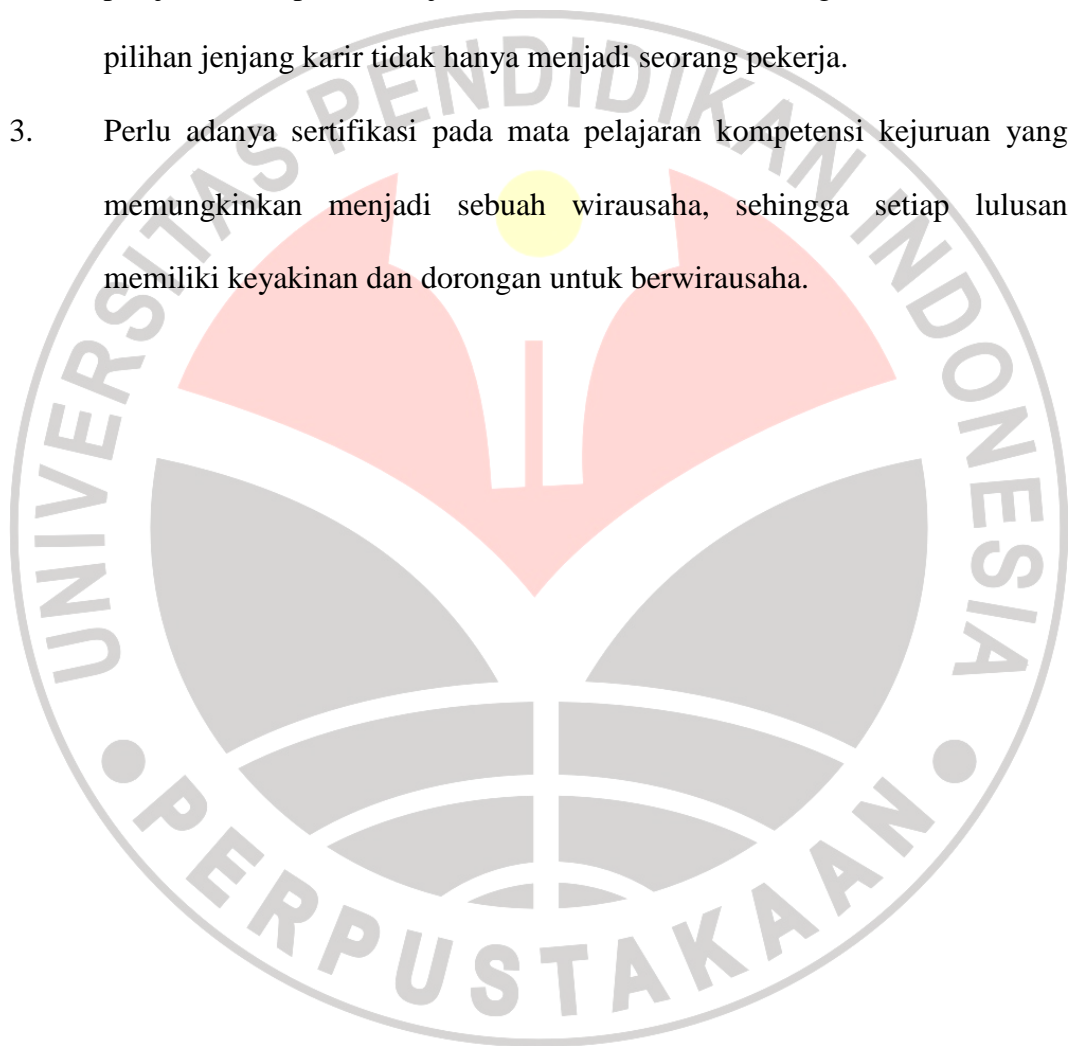 pilihan jenjang karir tidak hanya menjadi seorang pekerja.
3. Perlu adanya sertifikasi pada mata pelajaran kompetensi kejuruan yang
memungkinkan menjadi sebuah wirausaha, sehingga setiap lulusan
memiliki keyakinan dan dorongan untuk berwirausaha.
UNIVERSITAS PENDIDIKAN INDONESIA
PERPUSTAKAAN